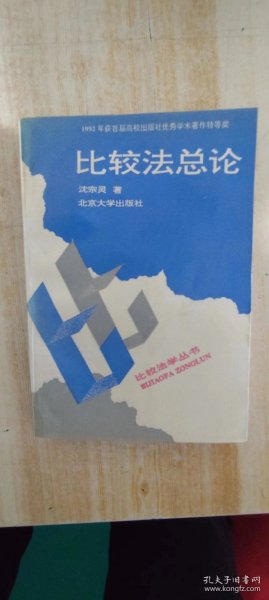 1992年获首届高校出版社优秀学术著作特等奖
比较法总论
沈宗灵 著
北京大学出版社
比较法学丛书
BIJIAOFA ZONGLUN
孔夫子旧书网
www.kongfz.com